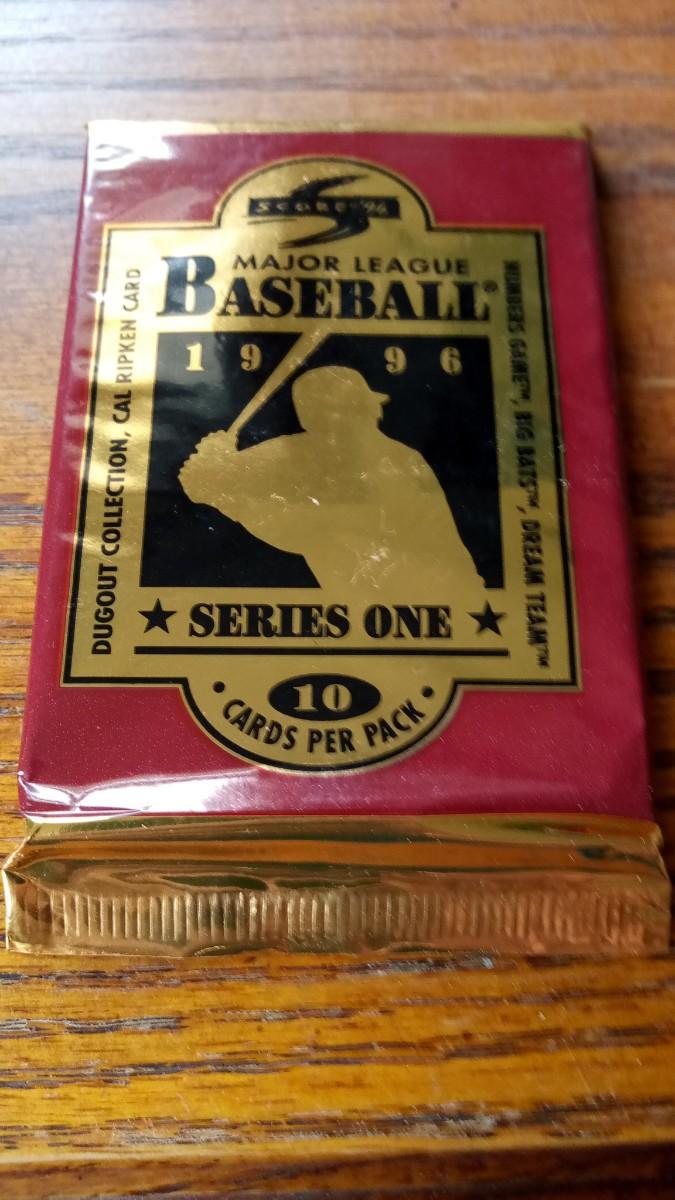 SCORE '96
MAJOR LEAGUE
BASEBALL®
1996
DUGOUT COLLECTION, CAL RIPKEN CARD
NUMBERS GAME™, BIG BATS™, DREAM TEAM™
★ SERIES ONE ★
10
• CARDS PER PACK •